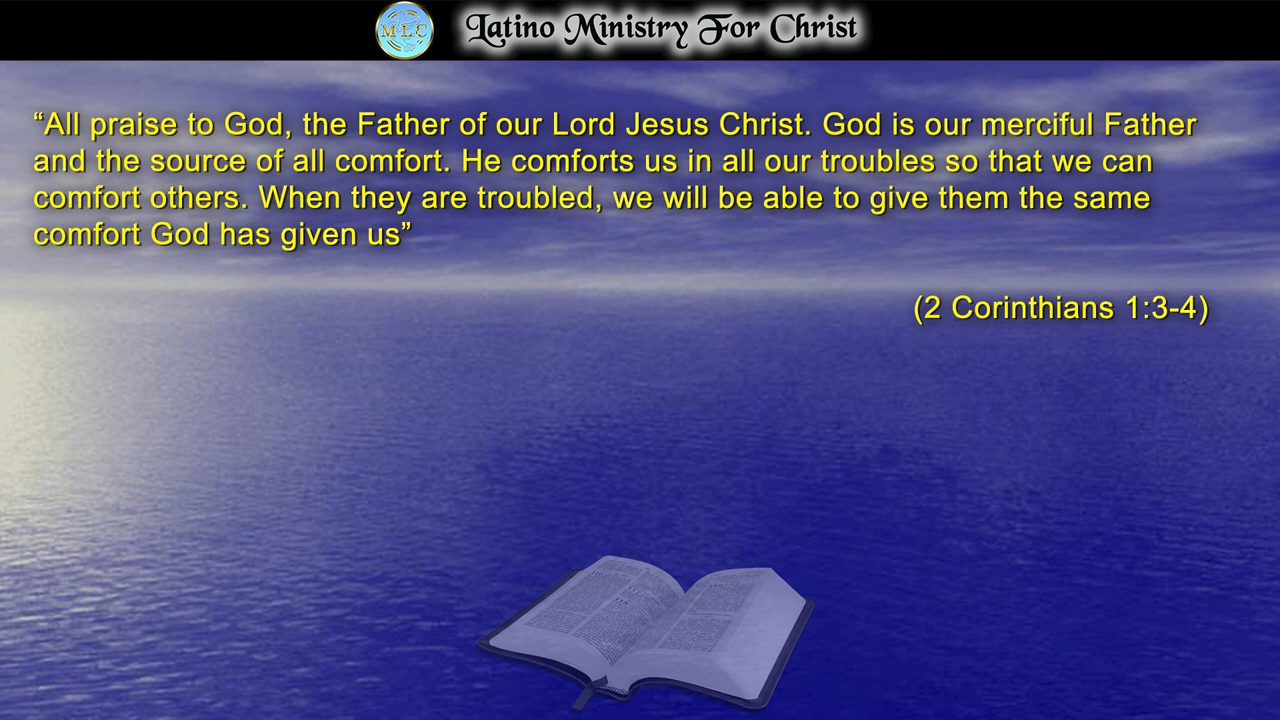 MLC
Latino Ministry For Christ
“All praise to God, the Father of our Lord Jesus Christ. God is our merciful Father
and the source of all comfort. He comforts us in all our troubles so that we can
comfort others. When they are troubled, we will be able to give them the same
comfort God has given us”
(2 Corinthians 1:3-4)